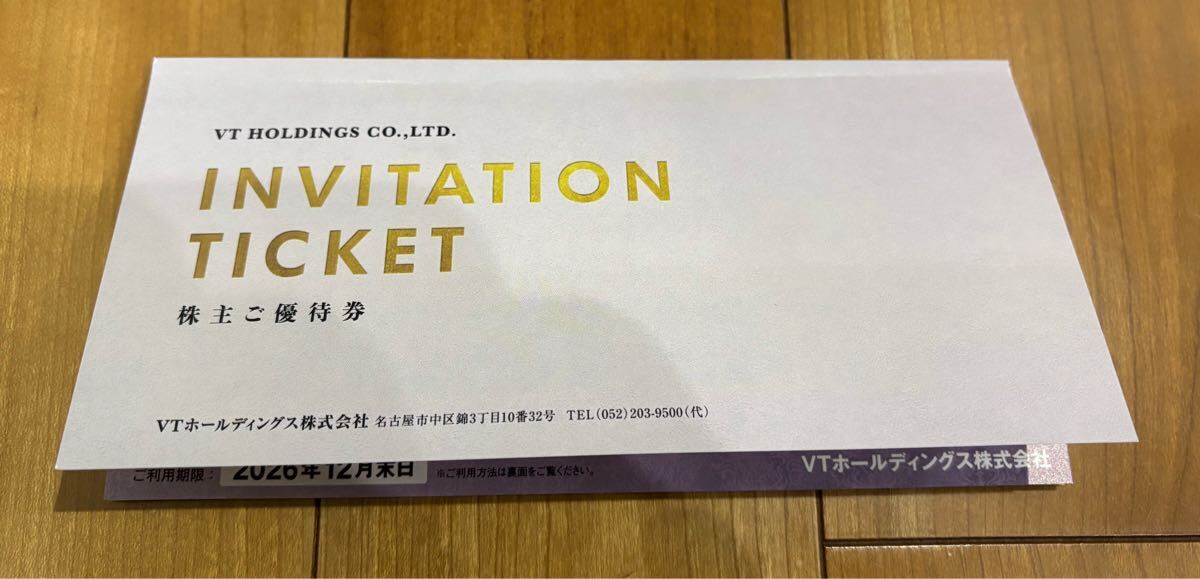 VT HOLDINGS CO.,LTD.
INVITATION
TICKET
株主ご優待券
VTホールディングス株式会社 名古屋市中区錦3丁目10番32号 TEL(052)203-9500(代)
ご利用期限： 2026年12月末日 ※ご利用方法は裏面をご覧ください。 VTホールディングス株式会社